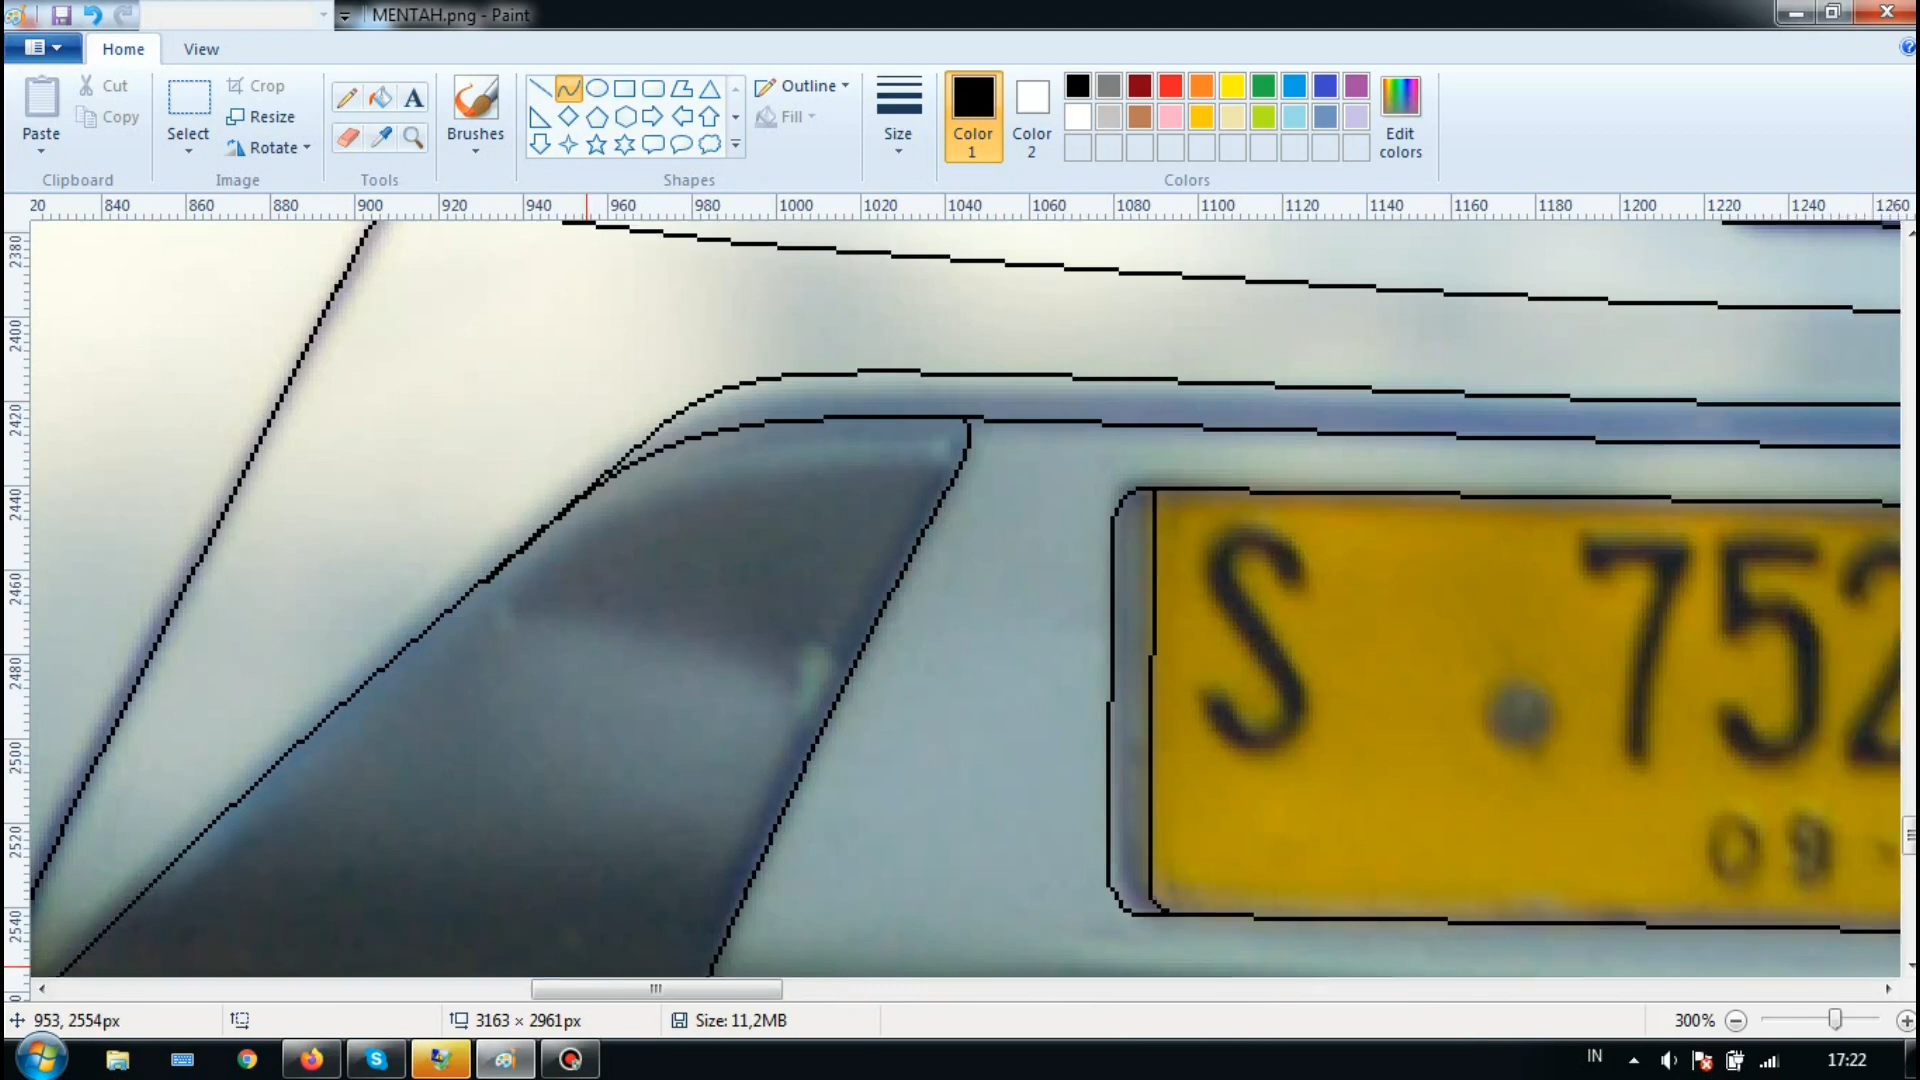 MENTAH.png - Paint
Home View
Paste
Cut
Copy
Clipboard
Select
Crop
Resize
Rotate
Image
A
Tools
Brushes
Outline
Fill
Shapes
Size
Color 1
Color 2
Edit colors
Colors
20 840 860 880 900 920 940 960 980 1000 1020 1040 1060 1080 1100 1120 1140 1160 1180 1200 1220 1240 1260
2380
2400
2420
2440
2460
2480
2500
2520
2540
S 752
09
953, 2554px
3163 × 2961px
Size: 11,2MB
300%
IN
17:22